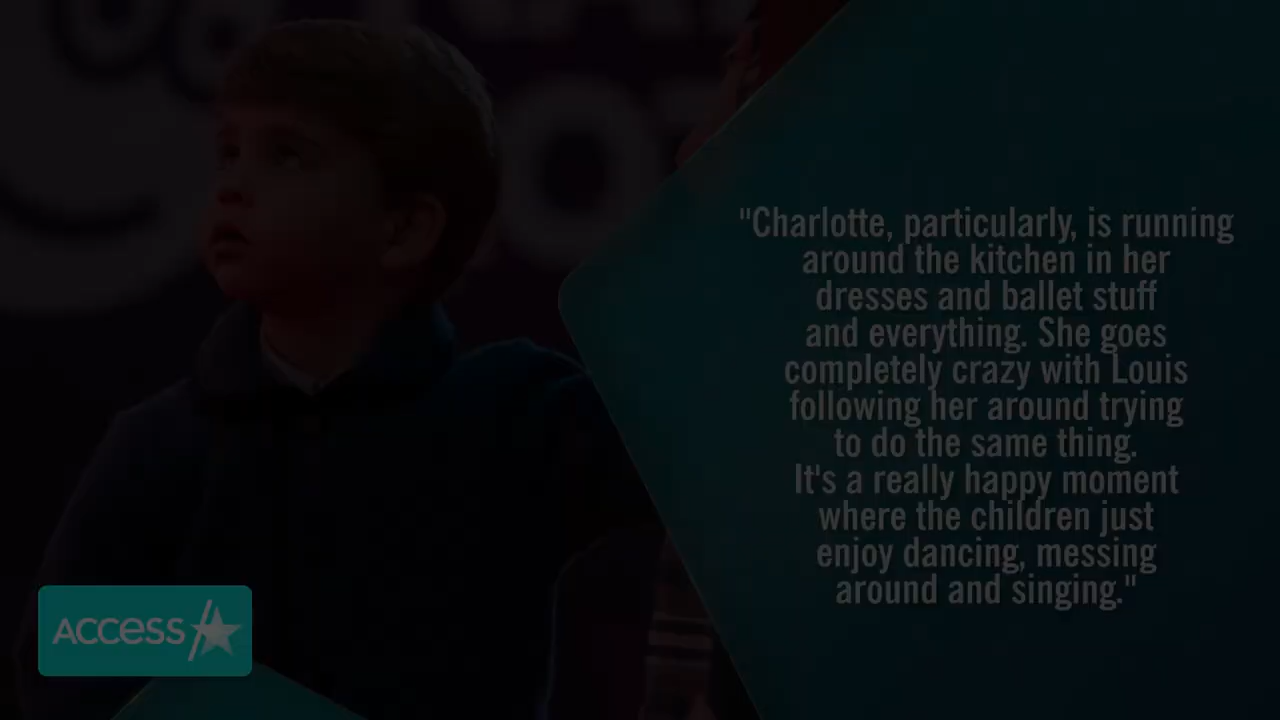 "Charlotte, particularly, is running
around the kitchen in her
dresses and ballet stuff
and everything. She goes
completely crazy with Louis
following her around trying
to do the same thing.
It's a really happy moment
where the children just
enjoy dancing, messing
around and singing."
ACCESS